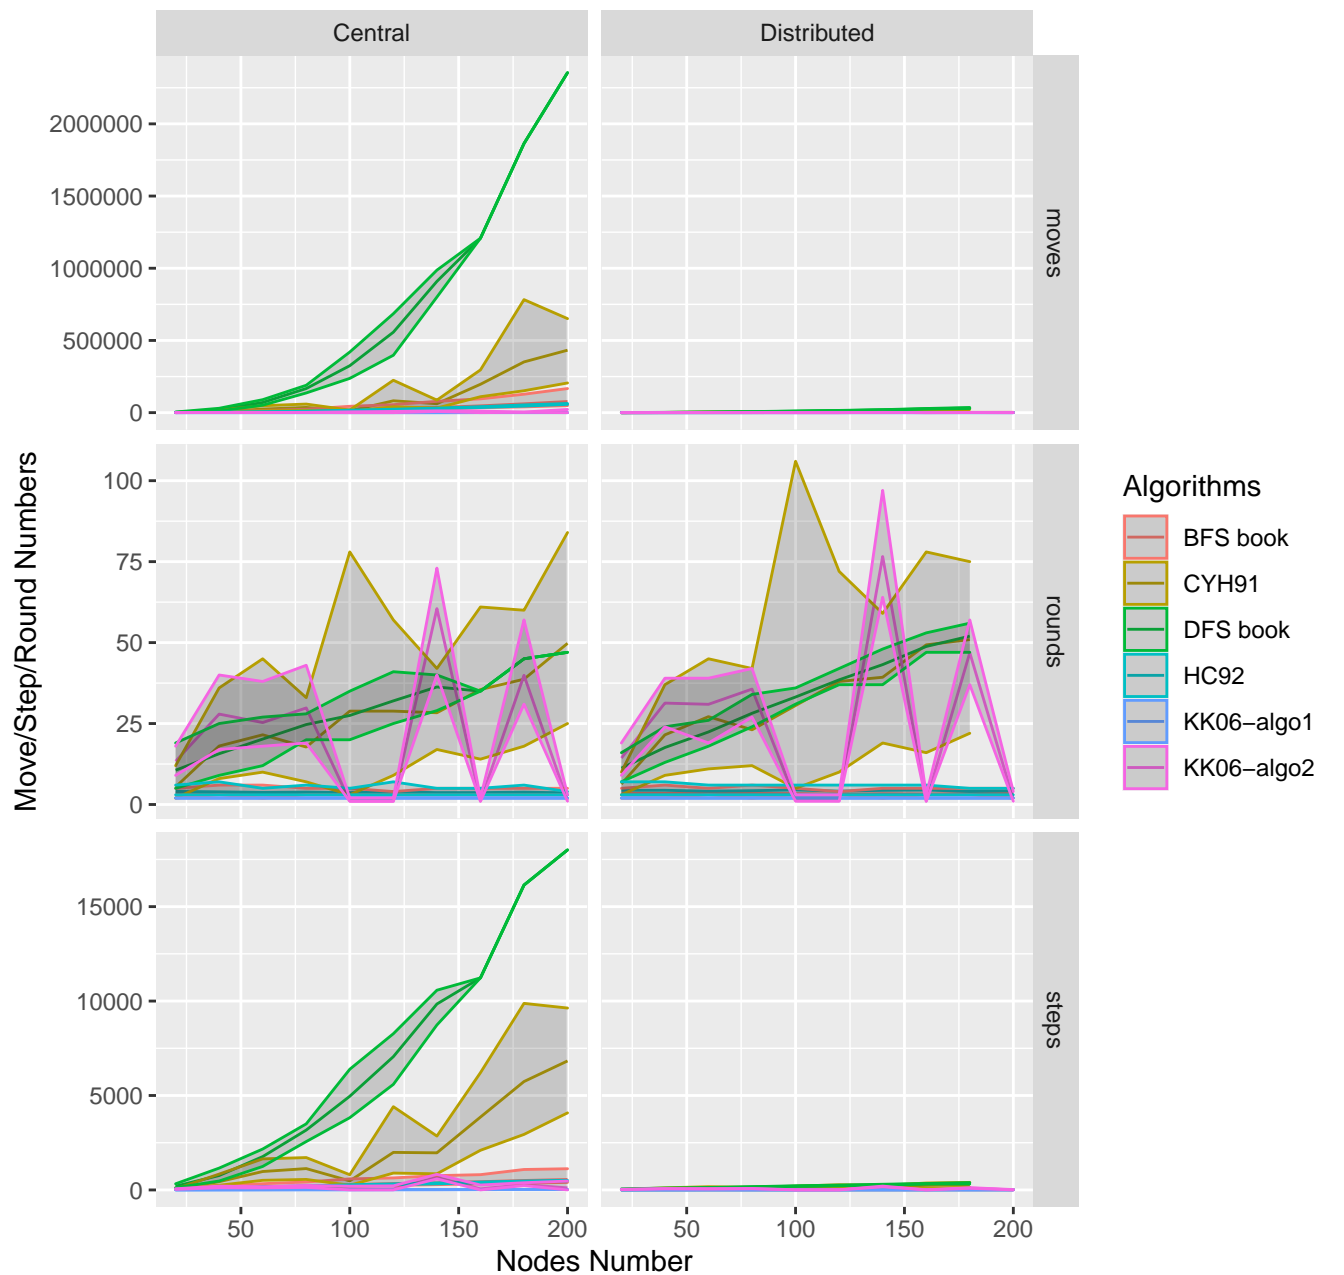 Central
Distributed
2000000
1500000
1000000
500000
0
moves
100
75
50
25
0
rounds
15000
10000
5000
0
steps
50
100
150
200
50
100
150
200
Nodes Number
Move/Step/Round Numbers
Algorithms
BFS book
CYH91
DFS book
HC92
KK06−algo1
KK06−algo2